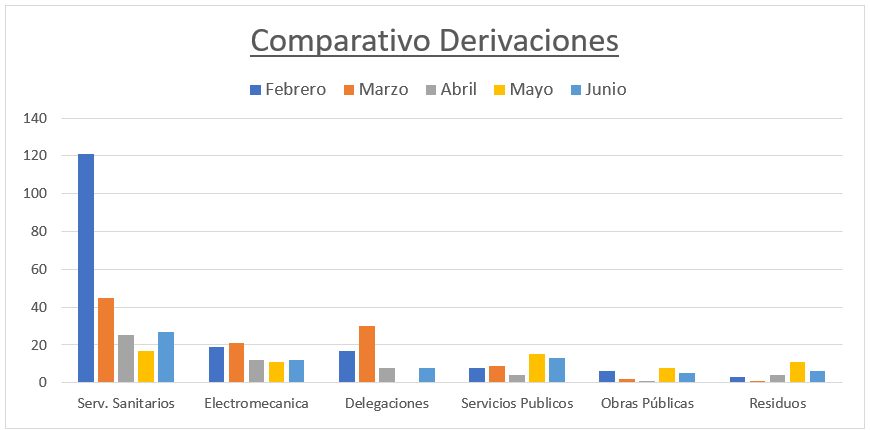 Comparativo Derivaciones
Febrero Marzo Abril Mayo Junio
140
120
100
80
60
40
20
0
Serv. Sanitarios Electromecanica Delegaciones Servicios Publicos Obras Públicas Residuos